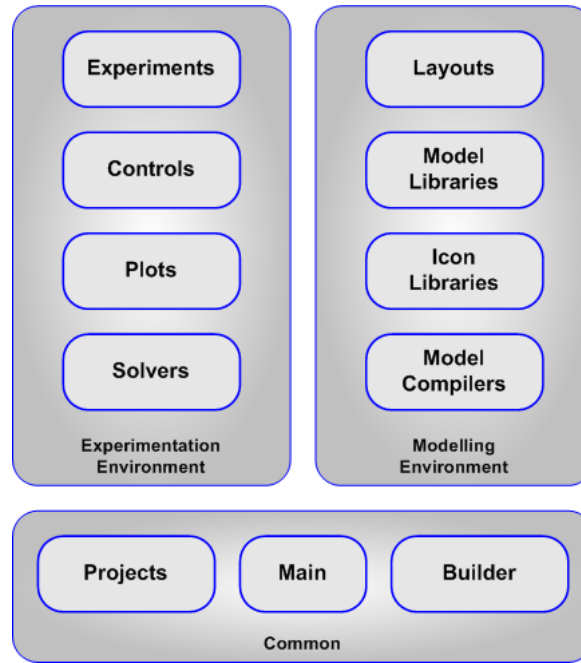 Experiments
Controls
Plots
Solvers
Experimentation
Environment
Layouts
Model
Libraries
Icon
Libraries
Model
Compilers
Modelling
Environment
Projects
Main
Builder
Common